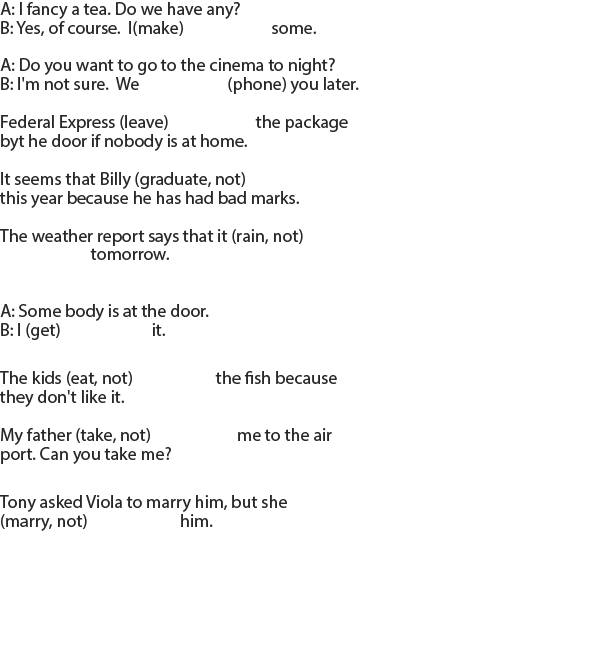 A: I fancy a tea. Do we have any?
B: Yes, of course. I(make) some.
A: Do you want to go to the cinema to night?
B: I'm not sure. We (phone) you later.
Federal Express (leave) the package
byt he door if nobody is at home.
It seems that Billy (graduate, not)
this year because he has had bad marks.
The weather report says that it (rain, not)
tomorrow.
A: Some body is at the door.
B: I (get) it.
The kids (eat, not) the fish because
they don't like it.
My father (take, not) me to the air
port. Can you take me?
Tony asked Viola to marry him, but she
(marry, not) him.